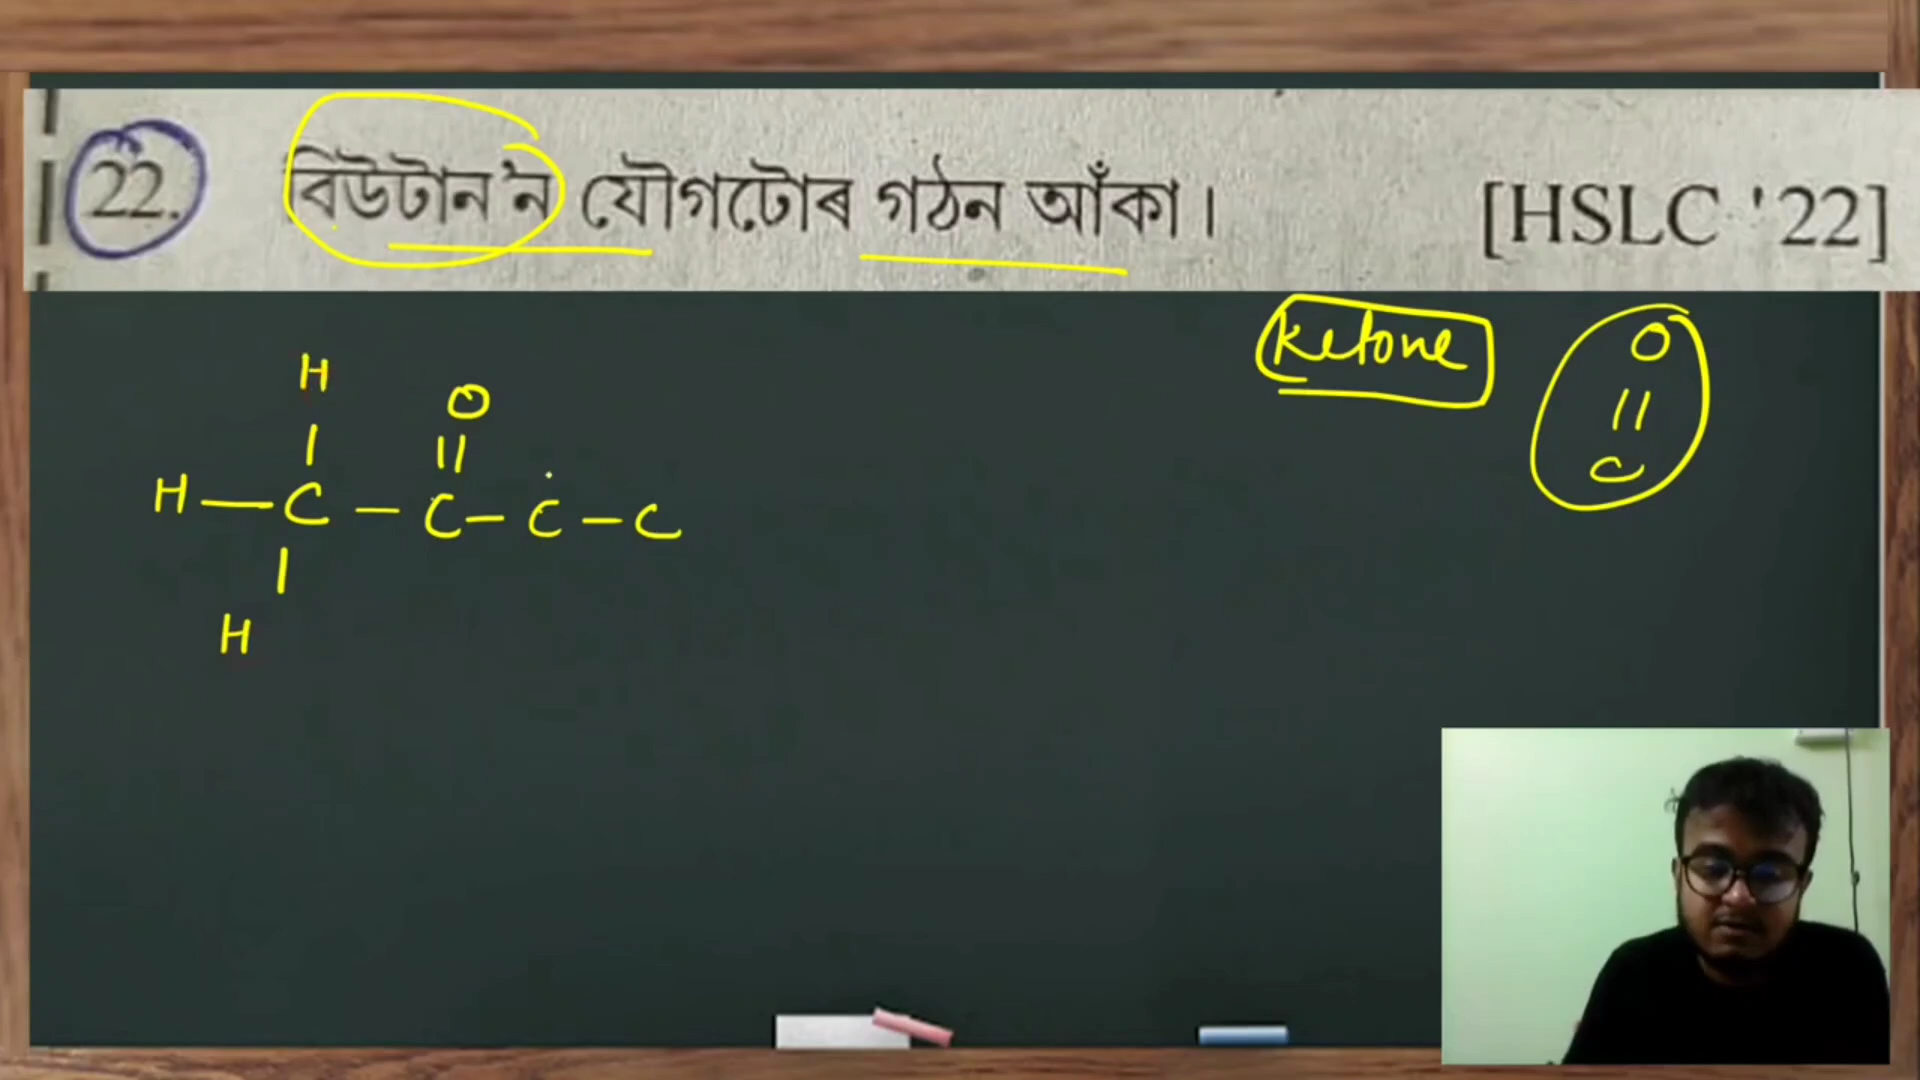 22. বিউটান'ন যৌগটোৰ গঠন আঁকা। [HSLC '22]
ketone
O
||
C
H
|
O
||
H — C — C – C – C
|
H